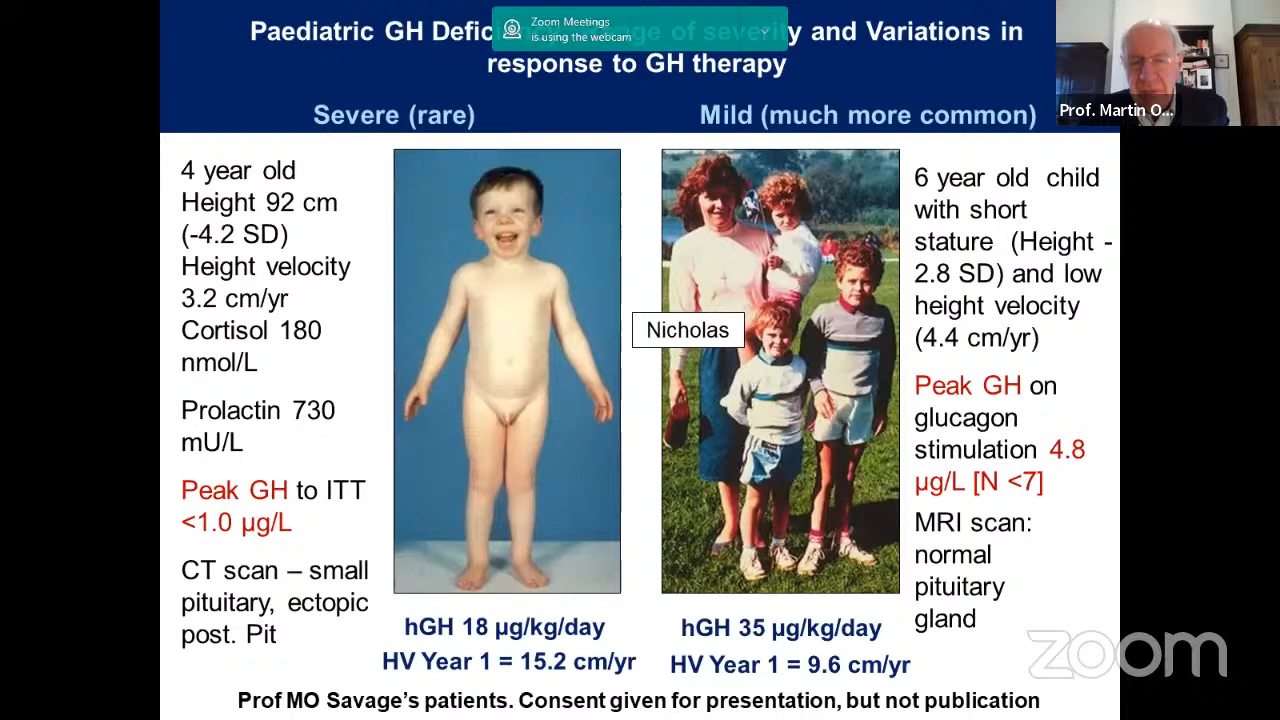 Paediatric GH Defic ge of severity and Variations in
response to GH therapy
Zoom Meetings
is using the webcam
Prof. Martin O...
Severe (rare)
Mild (much more common)
4 year old
Height 92 cm
(-4.2 SD)
Height velocity
3.2 cm/yr
Cortisol 180
nmol/L
Prolactin 730
mU/L
Peak GH to ITT
<1.0 µg/L
CT scan – small
pituitary, ectopic
post. Pit
Nicholas
6 year old child
with short
stature (Height -
2.8 SD) and low
height velocity
(4.4 cm/yr)
Peak GH on
glucagon
stimulation 4.8
µg/L [N <7]
MRI scan:
normal
pituitary
gland
hGH 18 µg/kg/day
HV Year 1 = 15.2 cm/yr
hGH 35 µg/kg/day
HV Year 1 = 9.6 cm/yr
zoom
Prof MO Savage's patients. Consent given for presentation, but not publication